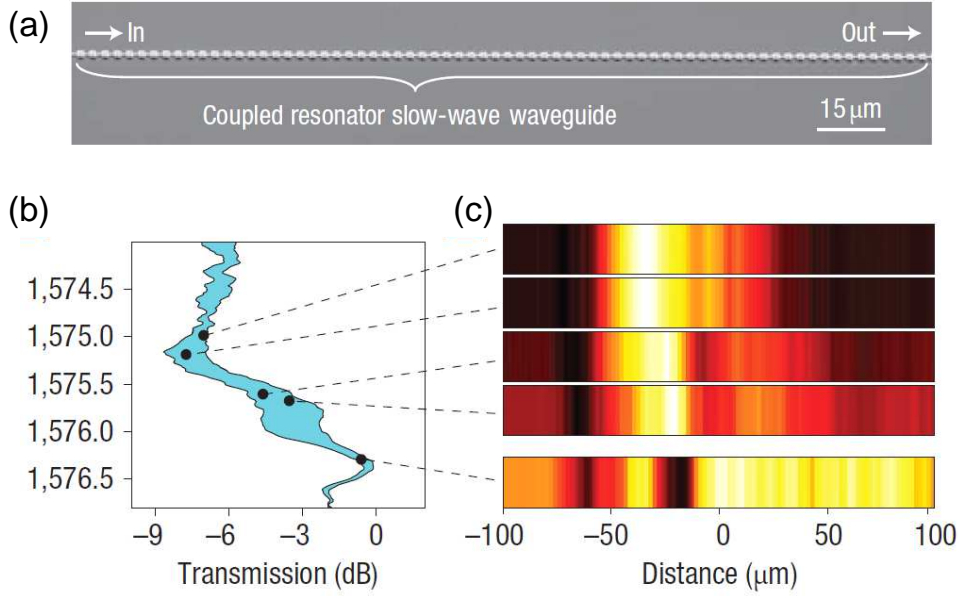 (a)
In
Out
Coupled resonator slow-wave waveguide
15 μm
(b)
(c)
1,574.5
1,575.0
1,575.5
1,576.0
1,576.5
−9 −6 −3 0
Transmission (dB)
−100 −50 0 50 100
Distance (μm)